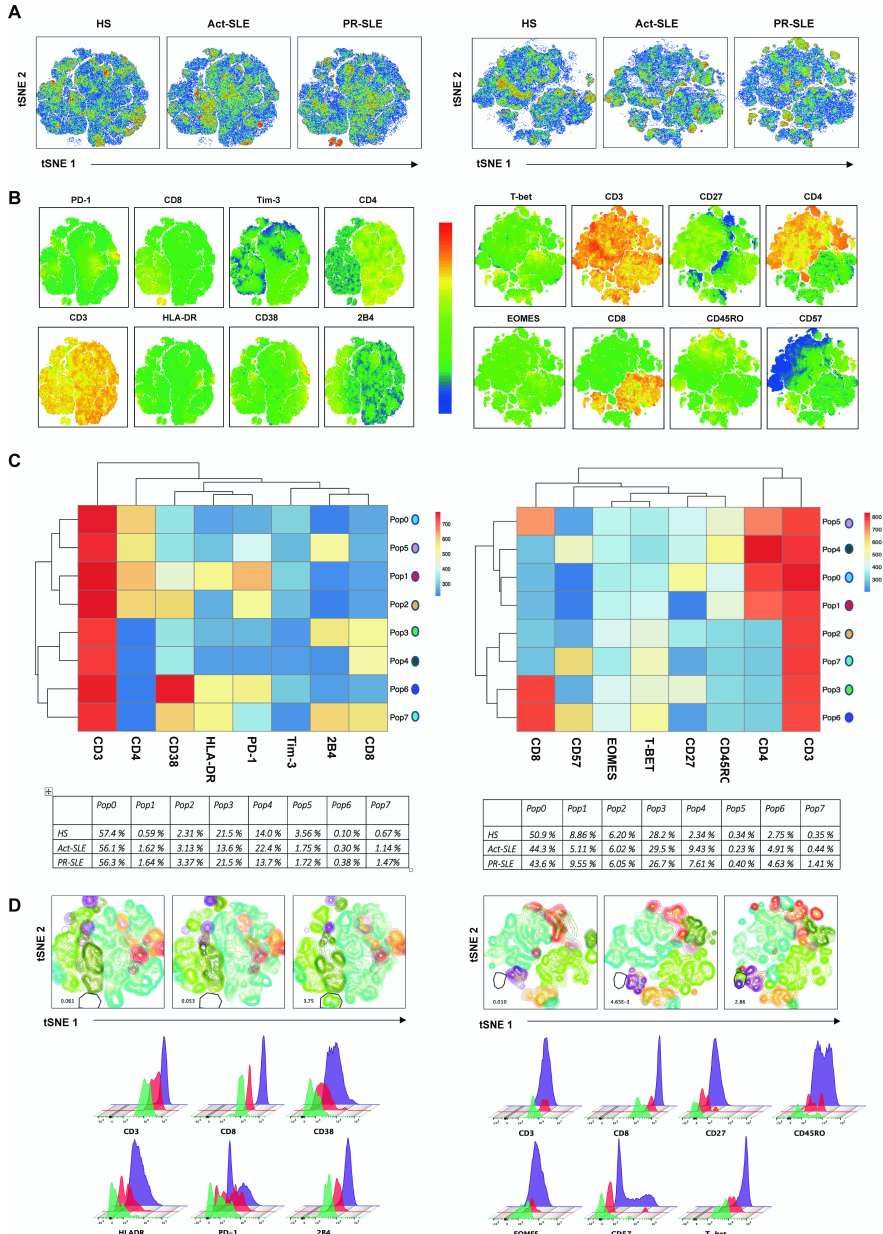 A
HS Act-SLE PR-SLE
tSNE 2
tSNE 1
HS Act-SLE PR-SLE
tSNE 2
tSNE 1
B
PD-1 CD8 Tim-3 CD4
CD3 HLA-DR CD38 2B4
T-bet CD3 CD27 CD4
EOMES CD8 CD45RO CD57
C
Pop0
Pop5
Pop1
Pop2
Pop3
Pop4
Pop6
Pop7
700
600
500
400
300
CD3 CD4 CD38 HLA-DR PD-1 Tim-3 2B4 CD8
Pop5
Pop4
Pop0
Pop1
Pop2
Pop7
Pop3
Pop6
800
700
600
500
400
300
CD8 CD57 EOMES T-BET CD27 CD45RO CD4 CD3
Pop0 Pop1 Pop2 Pop3 Pop4 Pop5 Pop6 Pop7
HS 57.4 % 0.59 % 2.31 % 21.5 % 14.0 % 3.56 % 0.10 % 0.67 %
Act-SLE 56.1 % 1.62 % 3.13 % 13.6 % 22.4 % 1.75 % 0.30 % 1.14 %
PR-SLE 56.3 % 1.64 % 3.37 % 21.5 % 13.7 % 1.72 % 0.38 % 1.47%
Pop0 Pop1 Pop2 Pop3 Pop4 Pop5 Pop6 Pop7
HS 50.9 % 8.86 % 6.20 % 28.2 % 2.34 % 0.34 % 2.75 % 0.35 %
Act-SLE 44.3 % 5.11 % 6.02 % 29.5 % 9.43 % 0.23 % 4.91 % 0.44 %
PR-SLE 43.6 % 9.55 % 6.05 % 26.7 % 7.61 % 0.40 % 4.63 % 1.41 %
D
tSNE 2
0.061 0.053 3.75
tSNE 1
tSNE 2
0.010 4.65E-3 2.86
tSNE 1
CD3 CD8 CD38
HLADR PD-1 2B4
CD3 CD8 CD27 CD45RO
EOMES CD57 T-bet